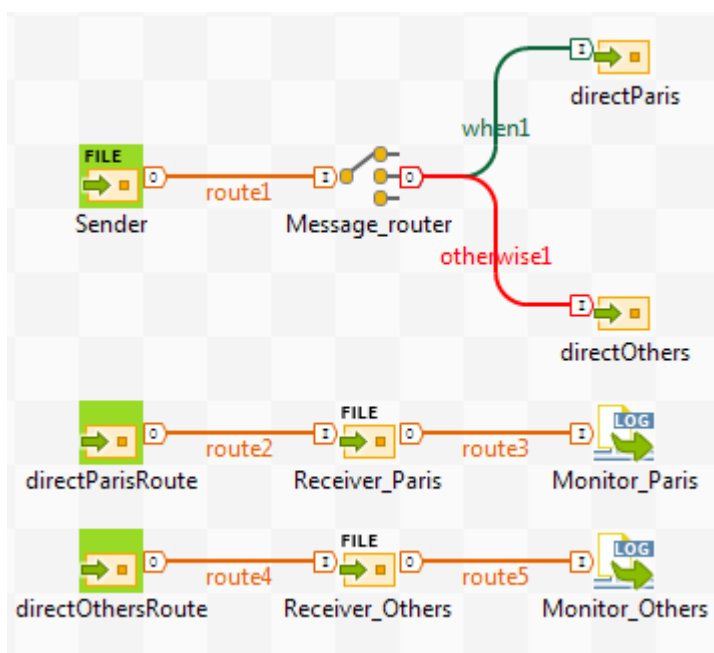 directParis
when1
FILE
O
route1
I
O
I
Sender
Message_router
otherwise1
I
directOthers
FILE
LOG
O
route2
I
O
route3
I
directParisRoute
Receiver_Paris
Monitor_Paris
FILE
LOG
O
route4
I
O
route5
I
directOthersRoute
Receiver_Others
Monitor_Others